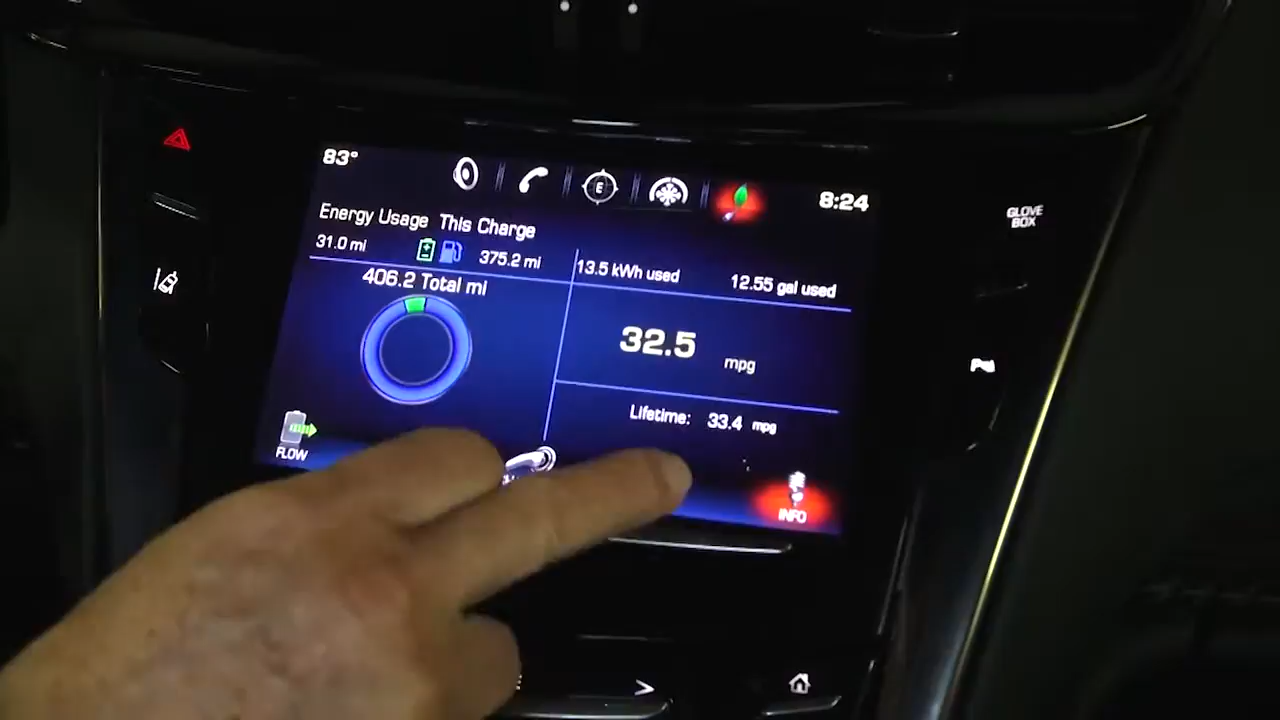 83°
E
8:24
GLOVE BOX
Energy Usage This Charge
31.0 mi
375.2 mi
13.5 kWh used
12.55 gal used
406.2 Total mi
32.5 mpg
Lifetime: 33.4 mpg
FLOW
INFO